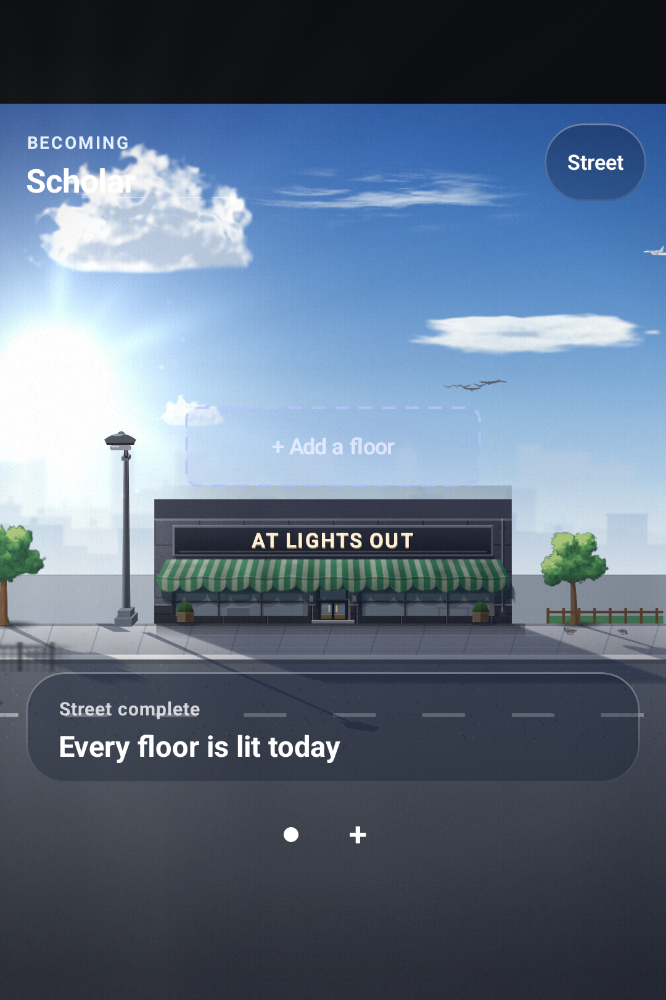 BECOMING
Scholar
Street
+ Add a floor
AT LIGHTS OUT
Street complete
Every floor is lit today
+